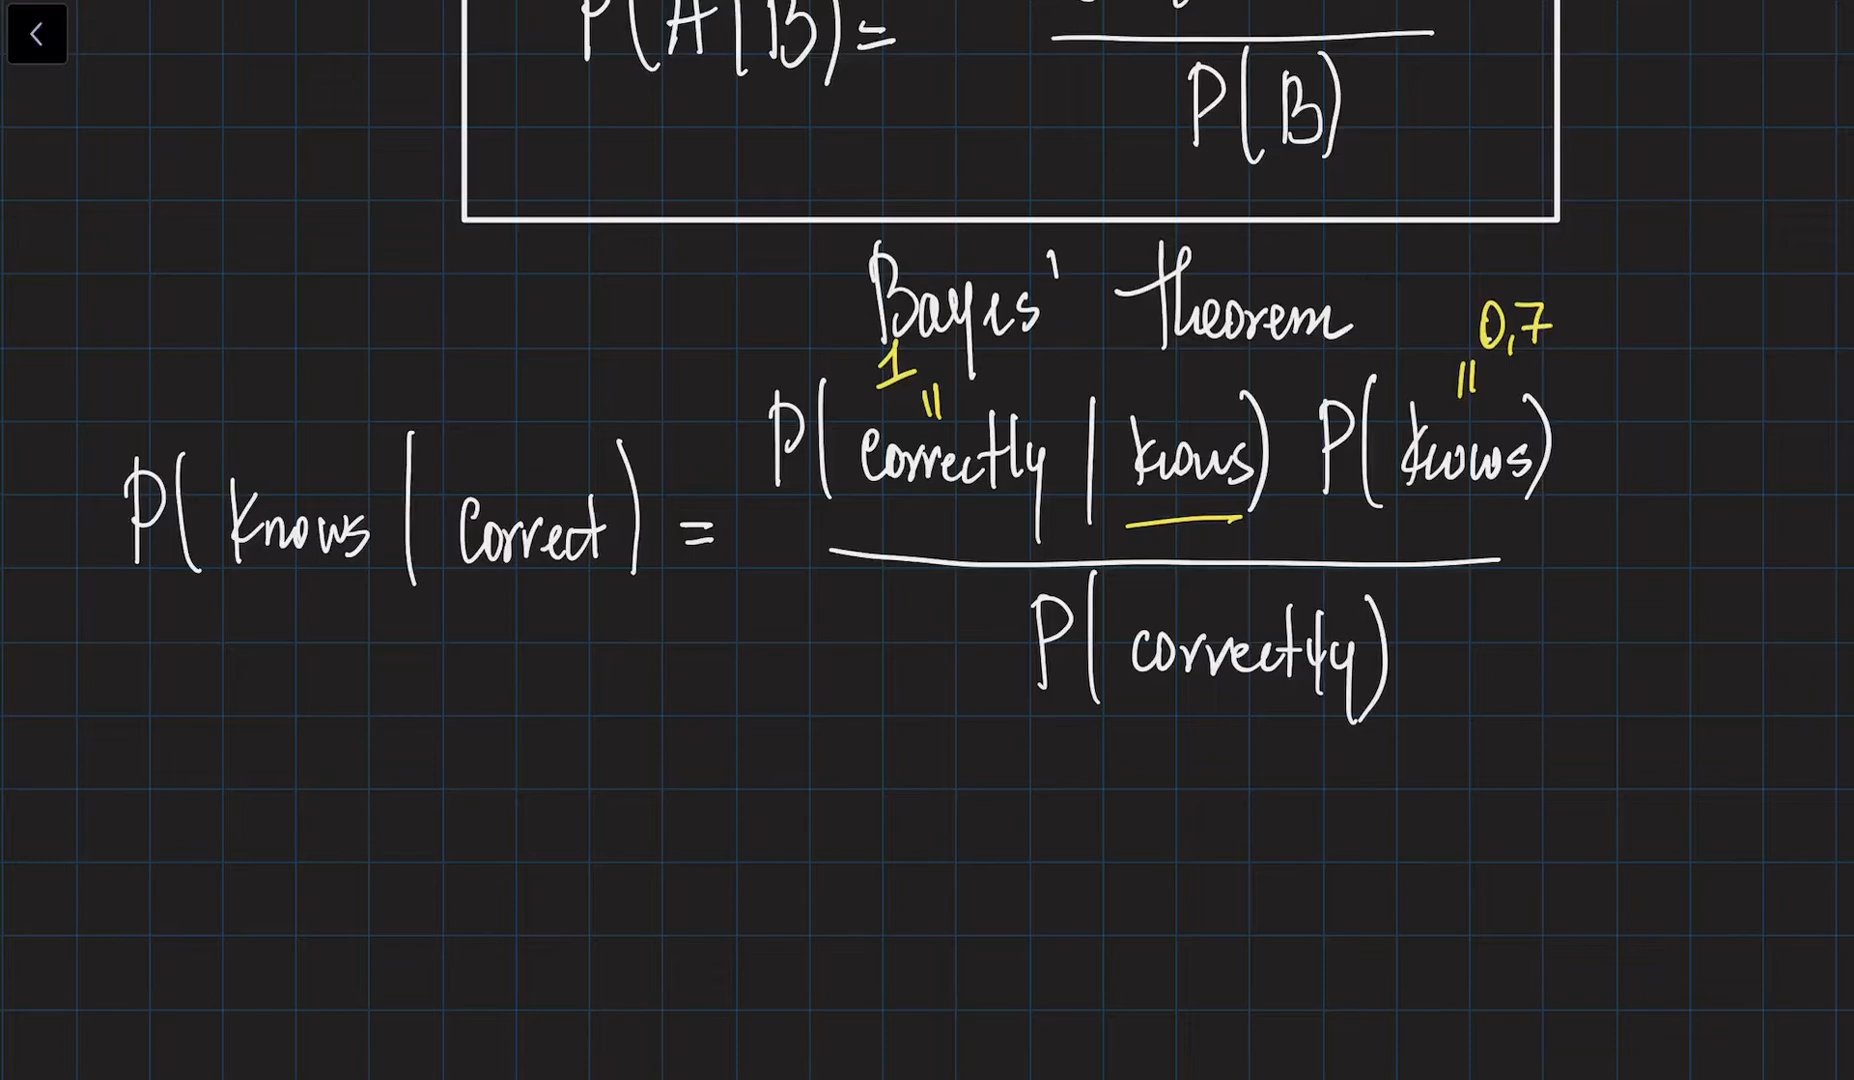 P(A|B)=
P(B)
Bayes' theorem
0,7
1
||
||
P(correctly | knows) P(knows)
P(knows | correct) =
P(correctly)